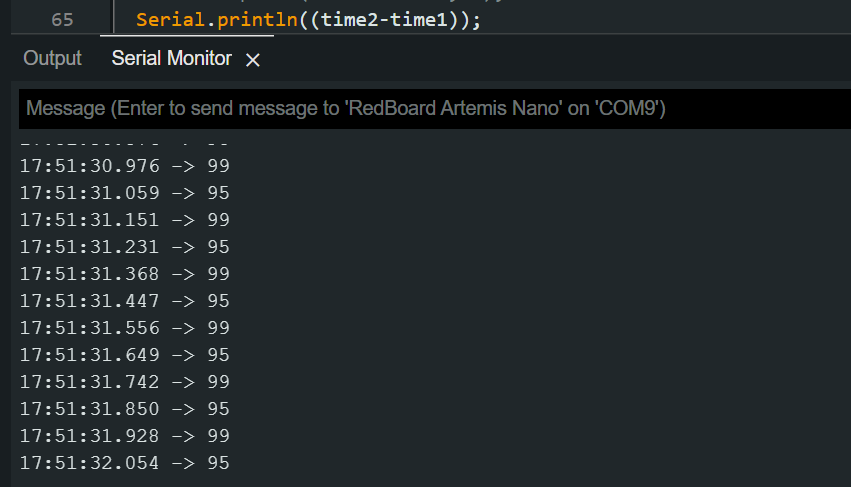 65 Serial.println((time2-time1));
Output Serial Monitor ×
Message (Enter to send message to 'RedBoard Artemis Nano' on 'COM9')
17:51:30.976 -> 99
17:51:31.059 -> 95
17:51:31.151 -> 99
17:51:31.231 -> 95
17:51:31.368 -> 99
17:51:31.447 -> 95
17:51:31.556 -> 99
17:51:31.649 -> 95
17:51:31.742 -> 99
17:51:31.850 -> 95
17:51:31.928 -> 99
17:51:32.054 -> 95